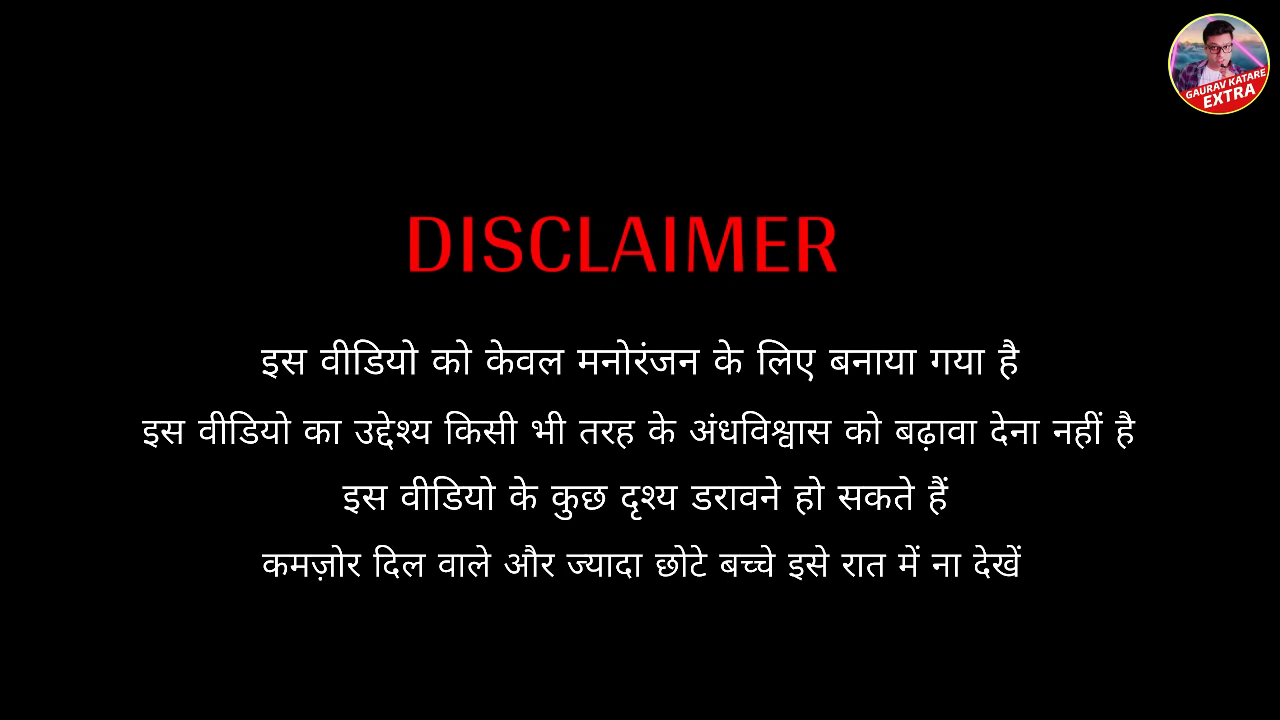 GAURAV KATARE
EXTRA
DISCLAIMER
इस वीडियो को केवल मनोरंजन के लिए बनाया गया है
इस वीडियो का उद्देश्य किसी भी तरह के अंधविश्वास को बढ़ावा देना नहीं है
इस वीडियो के कुछ दृश्य डरावने हो सकते हैं
कमज़ोर दिल वाले और ज्यादा छोटे बच्चे इसे रात में ना देखें